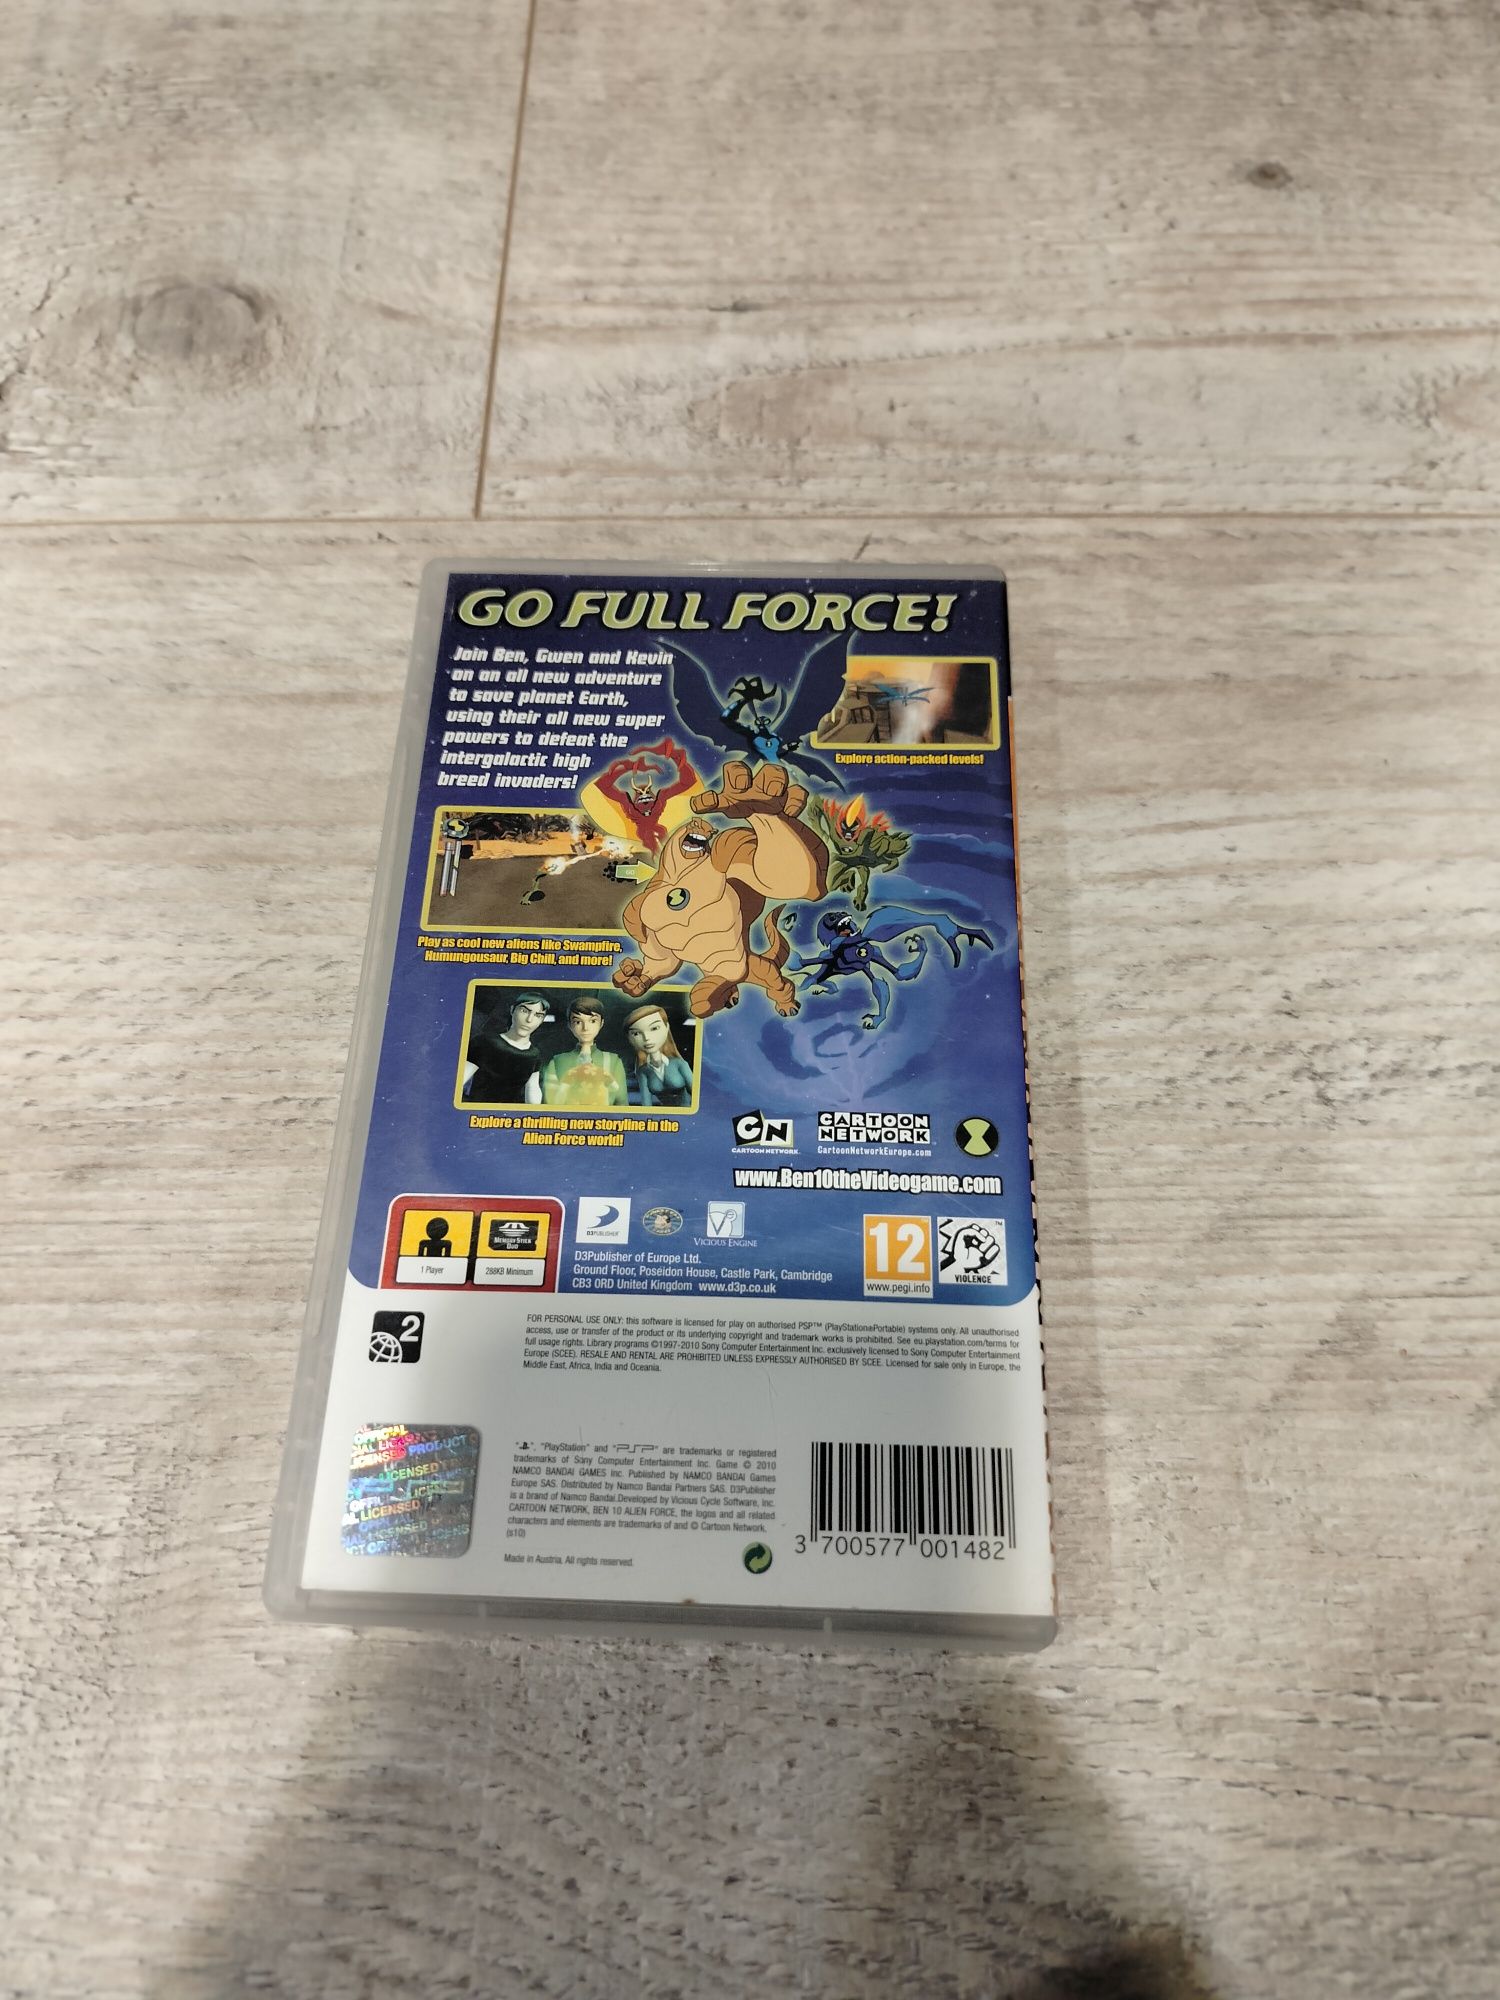 GO FULL FORCE!
Join Ben, Gwen and Kevin
on an all new adventure
to save planet Earth,
using their all new super
powers to defeat the
intergalactic high
breed invaders!
Explore action-packed levels!
GO
Play as cool new aliens like Swampfire,
Humungousaur, Big Chill, and more!
Explore a thrilling new storyline in the
Alien Force world!
CN
CARTOON NETWORK.
CARTOON
NETWORK
CartoonNetworkEurope.com
www.Ben10theVideogame.com
1 Player
MEMORY STICK
DUO
288KB Minimum
D3PUBLISHER
VICIOUS ENGINE
D3Publisher of Europe Ltd.
Ground Floor, Poseidon House, Castle Park, Cambridge
CB3 0RD United Kingdom www.d3p.co.uk
12
www.pegi.info
VIOLENCE
2
FOR PERSONAL USE ONLY: this software is licensed for play on authorised PSP™ (PlayStation®Portable) systems only. All unauthorised
access, use or transfer of the product or its underlying copyright and trademark works is prohibited. See eu.playstation.com/terms for
full usage rights. Library programs ©1997-2010 Sony Computer Entertainment Inc. exclusively licensed to Sony Computer Entertainment
Europe (SCEE). RESALE AND RENTAL ARE PROHIBITED UNLESS EXPRESSLY AUTHORISED BY SCEE. Licensed for sale only in Europe, the
Middle East, Africa, India and Oceania.
"PlayStation" and "PSP" are trademarks or registered
trademarks of Sony Computer Entertainment Inc. Game © 2010
NAMCO BANDAI GAMES Inc. Published by NAMCO BANDAI Games
Europe SAS. Distributed by Namco Bandai Partners SAS. D3Publisher
is a brand of Namco Bandai.Developed by Vicious Cycle Software, Inc.
CARTOON NETWORK, BEN 10 ALIEN FORCE, the logos and all related
characters and elements are trademarks of and © Cartoon Network.
(s10)
Made in Austria, All rights reserved.
3 700577 001482